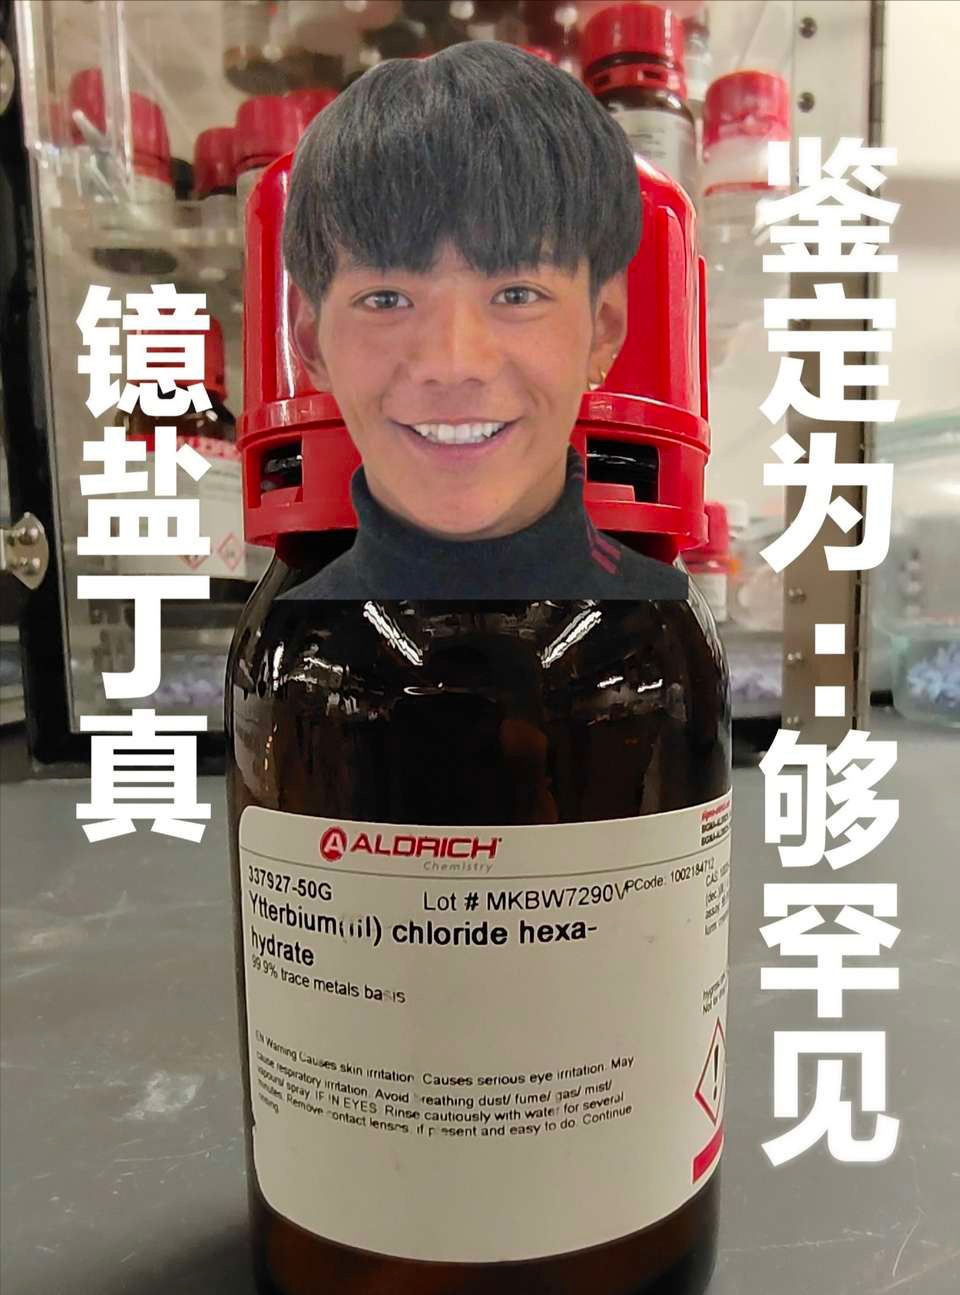 镱盐丁真
鉴定为：够罕见
ALDRICH
Chemistry
337927-50G
Lot # MKBW7290V
PCode: 1002184712
Ytterbium(III) chloride hexa-
hydrate
99.9% trace metals basis
EN Warning Causes skin irritation. Causes serious eye irritation. May
cause respiratory irritation. Avoid breathing dust/ fume/ gas/ mist/
vapours/ spray. IF IN EYES: Rinse cautiously with water for several
minutes. Remove contact lenses, if present and easy to do. Continue
rinsing.